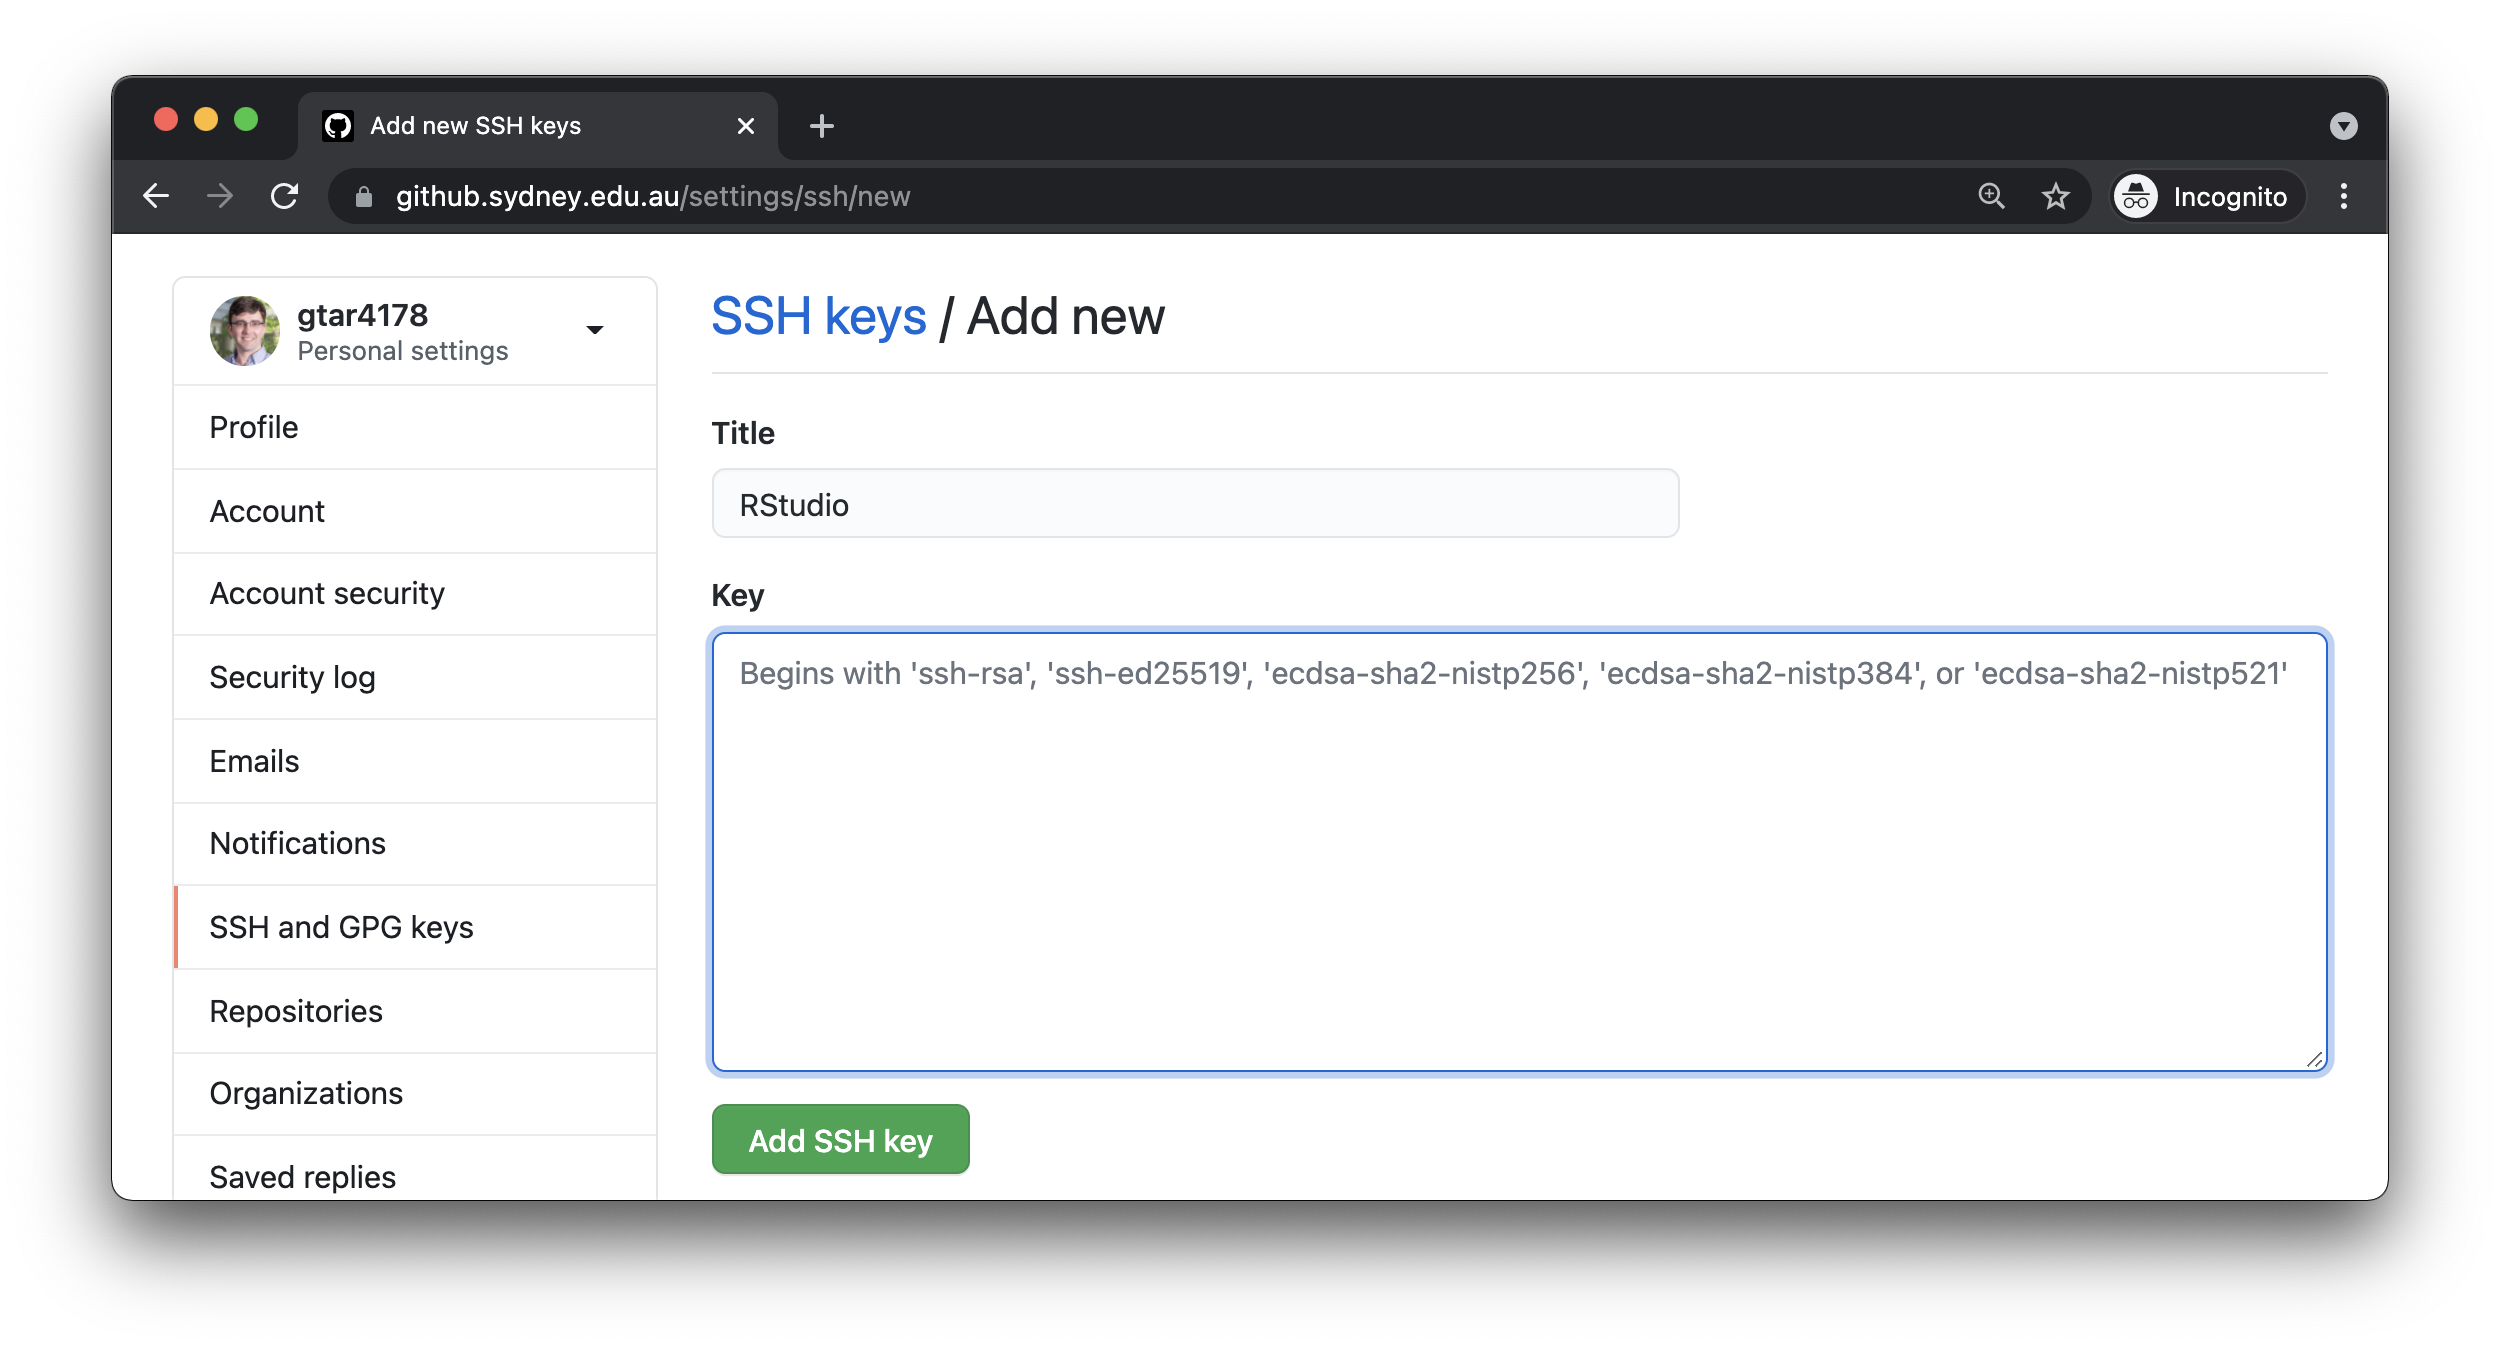 Add new SSH keys
github.sydney.edu.au/settings/ssh/new
Incognito
gtar4178
Personal settings
Profile
Account
Account security
Security log
Emails
Notifications
SSH and GPG keys
Repositories
Organizations
Saved replies
SSH keys / Add new
Title
RStudio
Key
Begins with 'ssh-rsa', 'ssh-ed25519', 'ecdsa-sha2-nistp256', 'ecdsa-sha2-nistp384', or 'ecdsa-sha2-nistp521'
Add SSH key